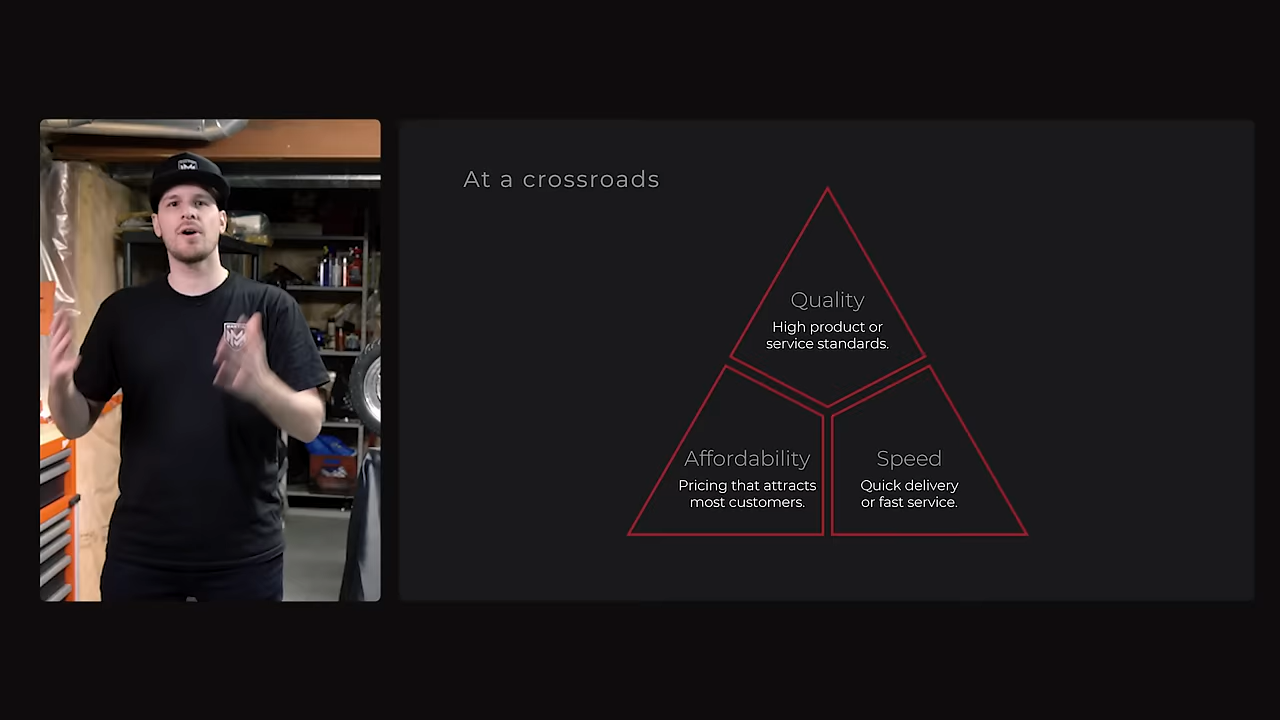 At a crossroads
Quality
High product or
service standards.
Affordability
Pricing that attracts
most customers.
Speed
Quick delivery
or fast service.